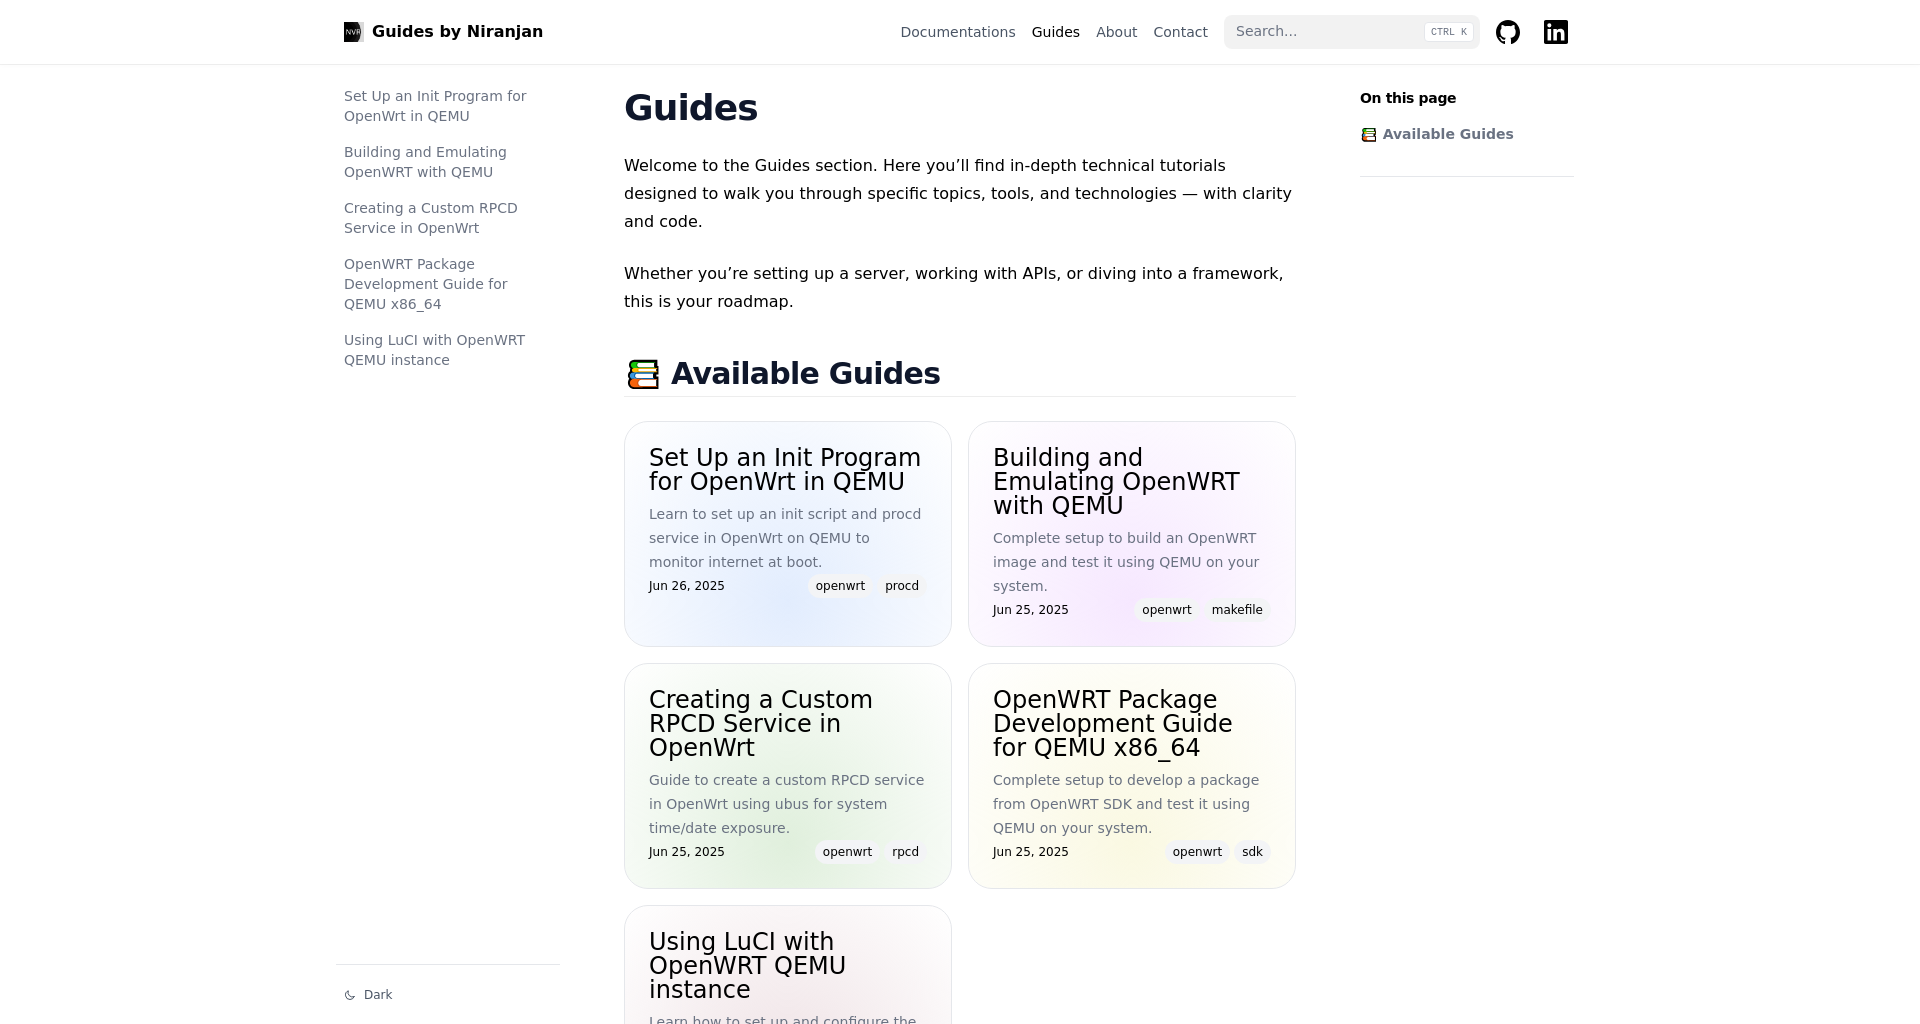 NVR Guides by Niranjan
Documentations Guides About Contact Search... CTRL K
Set Up an Init Program for
OpenWrt in QEMU
Building and Emulating
OpenWRT with QEMU
Creating a Custom RPCD
Service in OpenWrt
OpenWRT Package
Development Guide for
QEMU x86_64
Using LuCI with OpenWRT
QEMU instance
Dark
Guides
Welcome to the Guides section. Here you’ll find in-depth technical tutorials
designed to walk you through specific topics, tools, and technologies — with clarity
and code.
Whether you’re setting up a server, working with APIs, or diving into a framework,
this is your roadmap.
📚 Available Guides
Set Up an Init Program
for OpenWrt in QEMU
Learn to set up an init script and procd
service in OpenWrt on QEMU to
monitor internet at boot.
Jun 26, 2025 openwrt procd
Building and
Emulating OpenWRT
with QEMU
Complete setup to build an OpenWRT
image and test it using QEMU on your
system.
Jun 25, 2025 openwrt makefile
Creating a Custom
RPCD Service in
OpenWrt
Guide to create a custom RPCD service
in OpenWrt using ubus for system
time/date exposure.
Jun 25, 2025 openwrt rpcd
OpenWRT Package
Development Guide
for QEMU x86_64
Complete setup to develop a package
from OpenWRT SDK and test it using
QEMU on your system.
Jun 25, 2025 openwrt sdk
Using LuCI with
OpenWRT QEMU
instance
Learn how to set up and configure the
On this page
📚 Available Guides